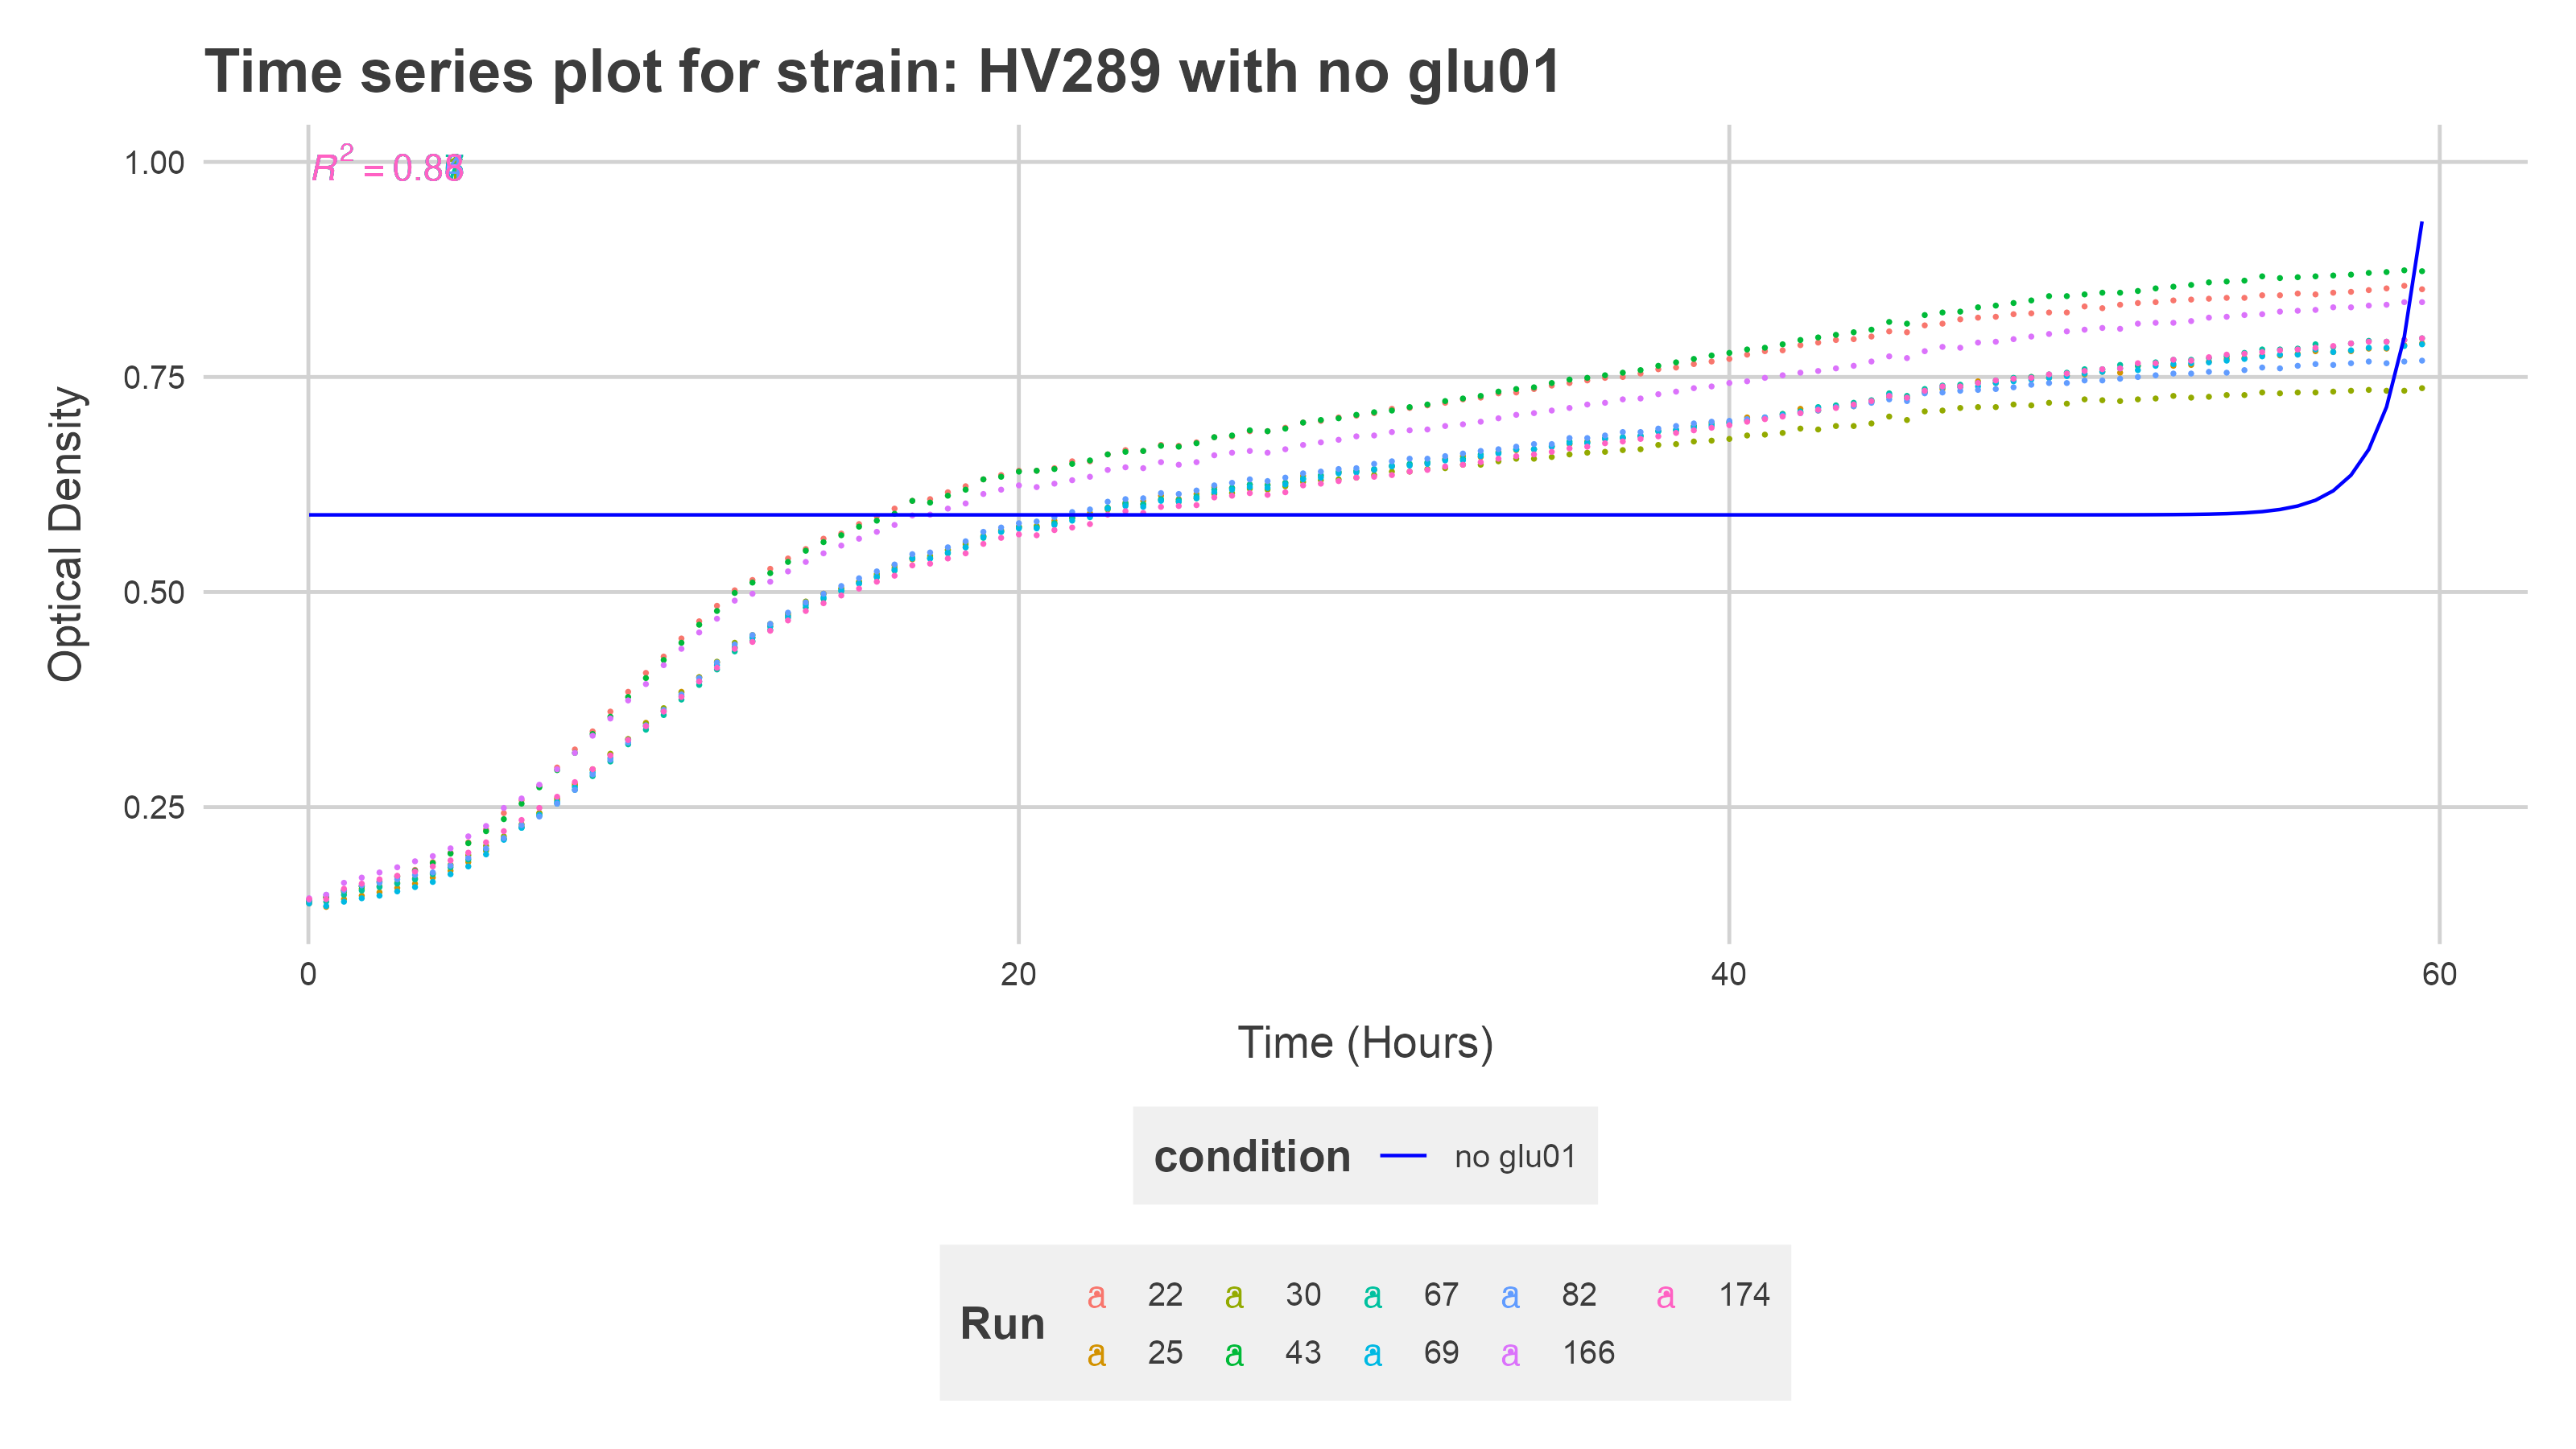 Time series plot for strain: HV289 with no glu01
R² = 0.8
1.00
0.75
0.50
0.25
Optical Density
0 20 40 60
Time (Hours)
condition no glu01
Run
a 22 a 30 a 67 a 82 a 174
a 25 a 43 a 69 a 166